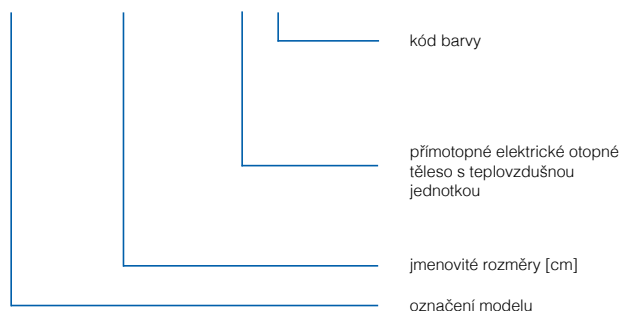 kód barvy
přímotopné elektrické otopné
těleso s teplovzdušnou
jednotkou
jmenovité rozměry [cm]
označení modelu